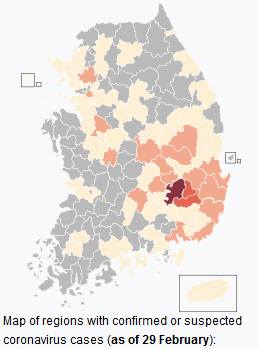 Map of regions with confirmed or suspected
coronavirus cases (as of 29 February):